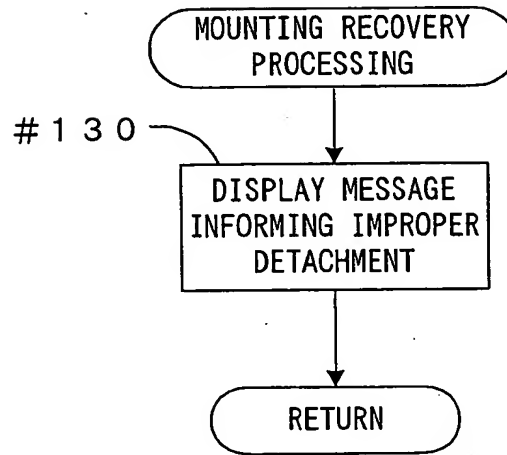 MOUNTING RECOVERY
PROCESSING
#130
DISPLAY MESSAGE
INFORMING IMPROPER
DETACHMENT
RETURN